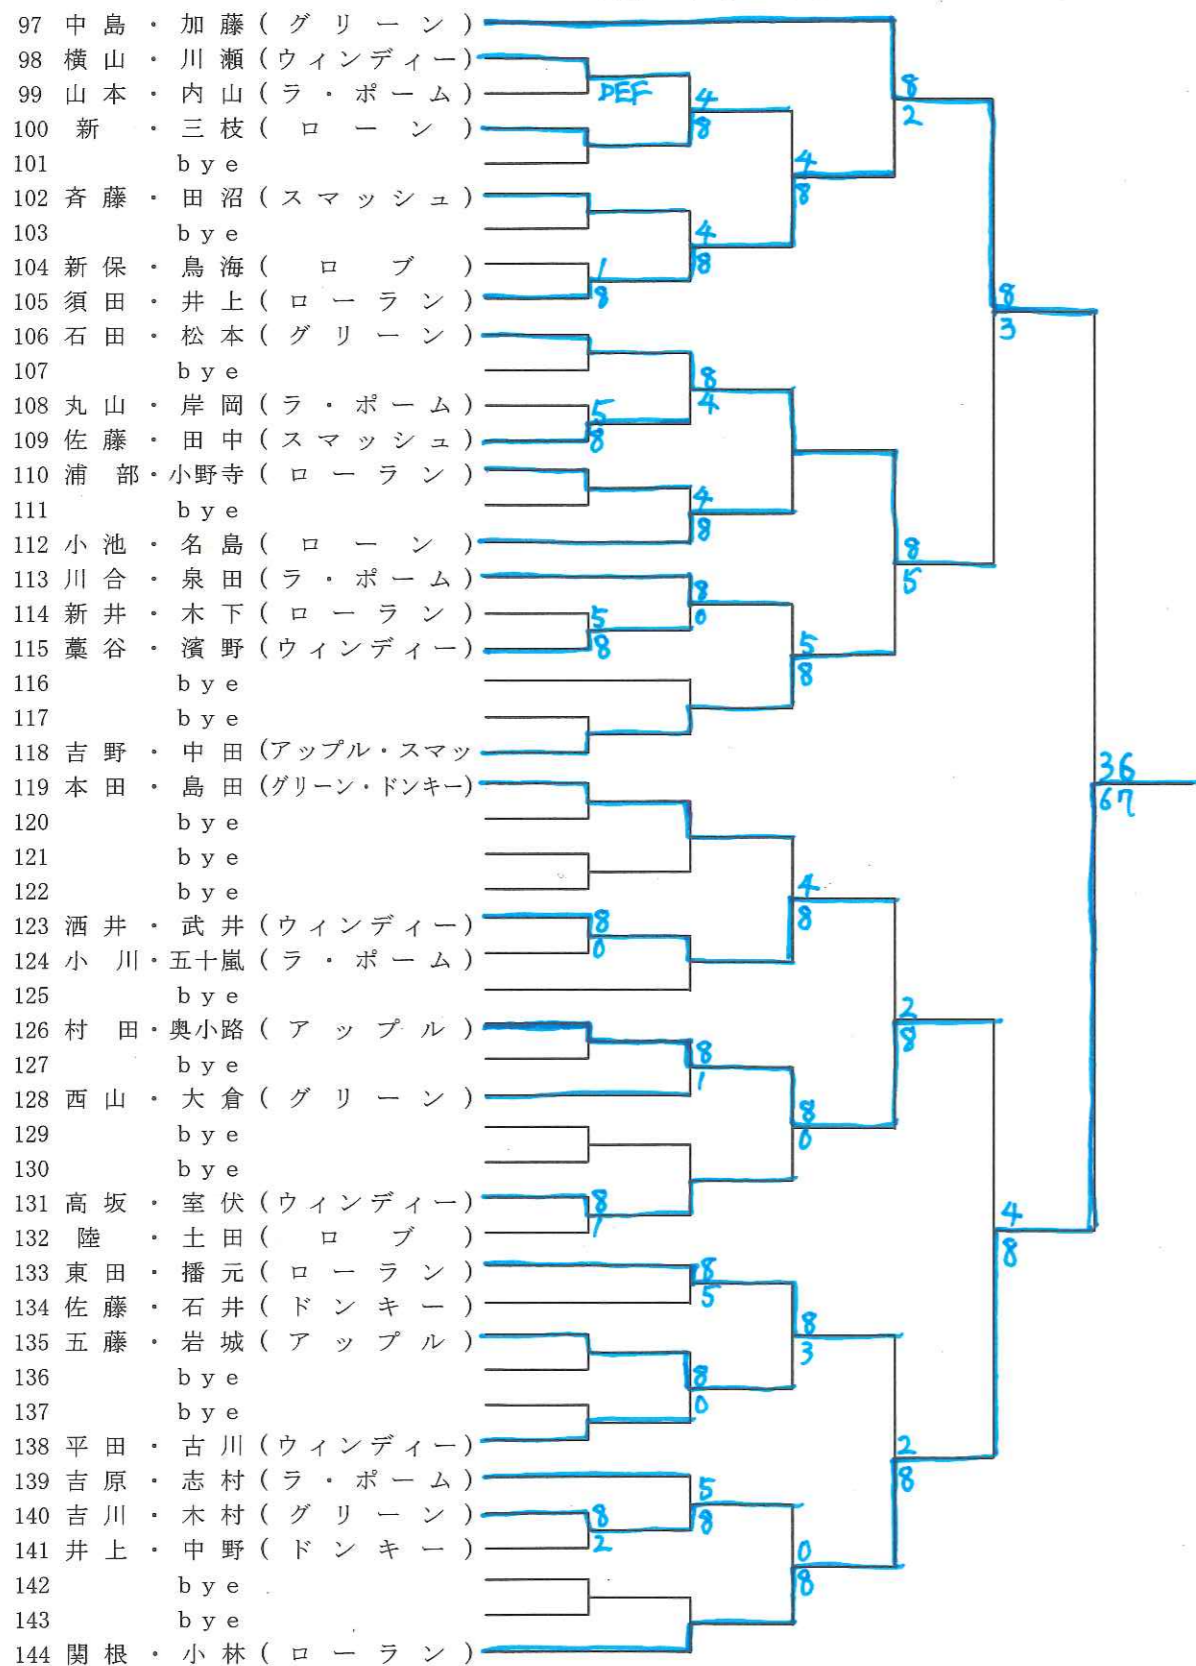 97 中島・加藤(グリーン)
98 横山・川瀬(ウィンディー)
99 山本・内山(ラ・ポーム) DEF 4 8 2
100 新・三枝(ローン) 8
101 bye 4
102 斉藤・田沼(スマッシュ) 8
103 bye 4
104 新保・鳥海(ロブ) 1 8
105 須田・井上(ローラン) 8 8
106 石田・松本(グリーン) 3
107 bye 8
108 丸山・岸岡(ラ・ポーム) 5 4
109 佐藤・田中(スマッシュ) 8
110 浦部・小野寺(ローラン) 4
111 bye 8
112 小池・名島(ローン) 8
113 川合・泉田(ラ・ポーム) 8 5
114 新井・木下(ローラン) 5 0
115 藁谷・濱野(ウィンディー) 8 5
116 bye 8
117 bye
118 吉野・中田(アップル・スマッ 36
119 本田・島田(グリーン・ドンキー) 67
120 bye
121 bye
122 bye 4
123 酒井・武井(ウィンディー) 8 8
124 小川・五十嵐(ラ・ポーム) 0
125 bye
126 村田・奥小路(アップル) 2
127 bye 8 8
128 西山・大倉(グリーン) 1 8
129 bye 0
130 bye
131 高坂・室伏(ウィンディー) 8 4
132 陸・土田(ロブ) 1 8
133 東田・播元(ローラン) 8
134 佐藤・石井(ドンキー) 5
135 五藤・岩城(アップル) 8 3
136 bye 8
137 bye 0
138 平田・古川(ウィンディー) 2
139 吉原・志村(ラ・ポーム) 5 8
140 吉川・木村(グリーン) 8 8
141 井上・中野(ドンキー) 2 0
142 bye 8
143 bye
144 関根・小林(ローラン)